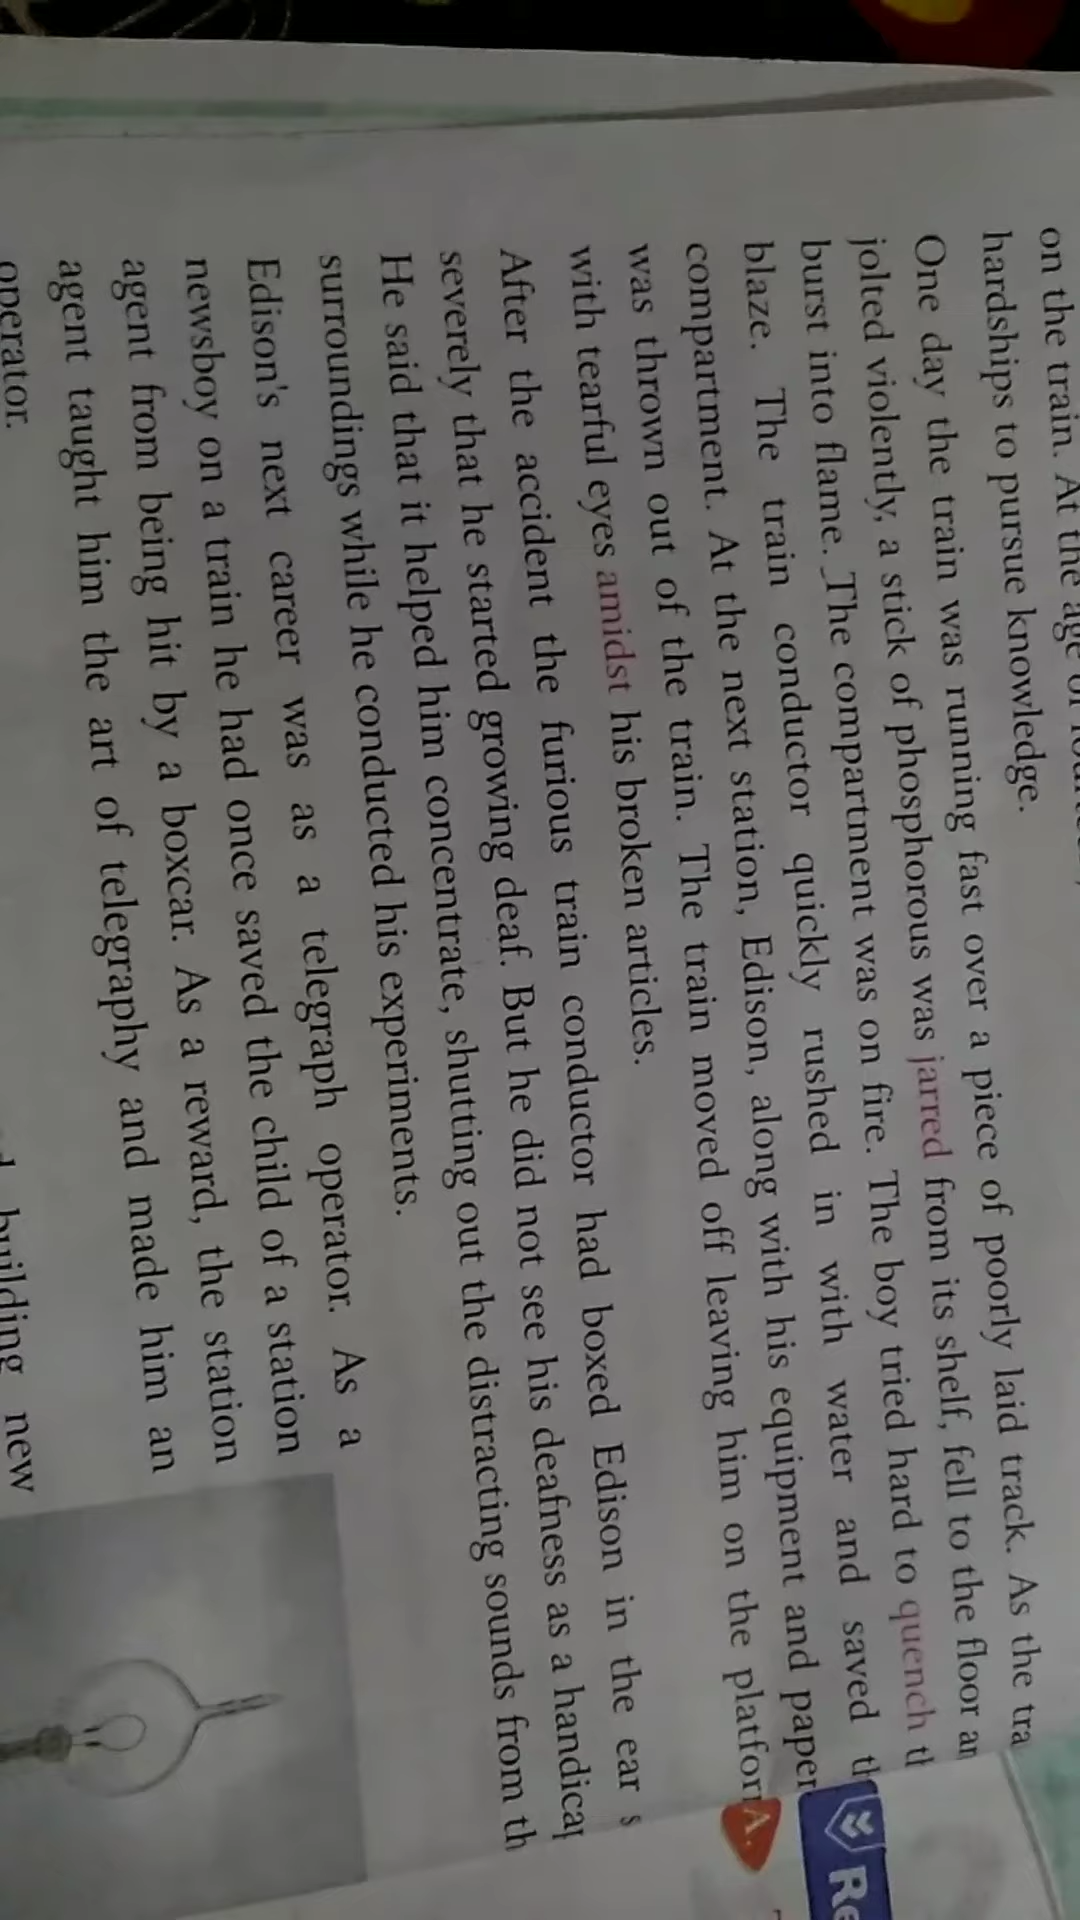 on the train. At the age of
hardships to pursue knowledge.
One day the train was running fast over a piece of poorly laid track. As the tra
jolted violently, a stick of phosphorous was jarred from its shelf, fell to the floor an
burst into flame. The compartment was on fire. The boy tried hard to quench th
blaze. The train conductor quickly rushed in with water and saved th
compartment. At the next station, Edison, along with his equipment and paper
was thrown out of the train. The train moved off leaving him on the platfor
with tearful eyes amidst his broken articles.
After the accident the furious train conductor had boxed Edison in the ear s
severely that he started growing deaf. But he did not see his deafness as a handicap
He said that it helped him concentrate, shutting out the distracting sounds from th
surroundings while he conducted his experiments.
Edison's next career was as a telegraph operator. As a
newsboy on a train he had once saved the child of a station
agent from being hit by a boxcar. As a reward, the station
agent taught him the art of telegraphy and made him an
operator.
building new
Re
A.